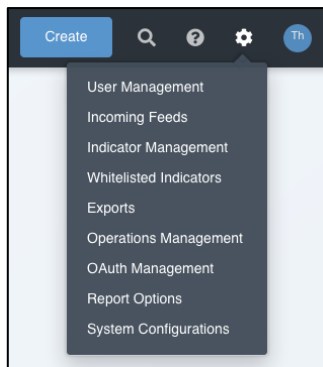 Create
Th
User Management
Incoming Feeds
Indicator Management
Whitelisted Indicators
Exports
Operations Management
OAuth Management
Report Options
System Configurations